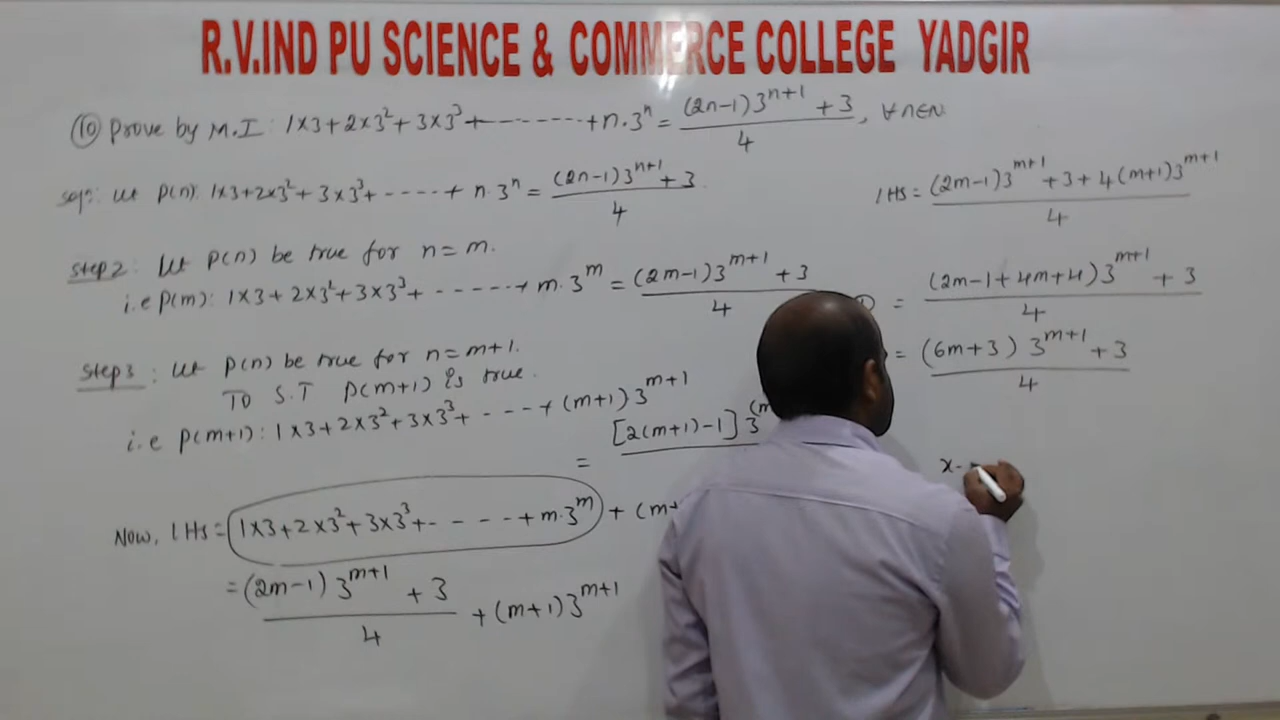 R.V.IND PU SCIENCE & COMMERCE COLLEGE YADGIR
(10) Prove by M.I: 1×3+2×3²+3×3³+-------+n.3ⁿ = ((2n-1)3^(n+1) +3)/4, ∀n∈N
Solⁿ: Let P(n): 1×3+2×3²+3×3³+-----+ n.3ⁿ = ((2n-1)3^(n+1)+3)/4
Step2: Let P(n) be true for n=m.
i.e P(m): 1×3+2×3²+3×3³+------+ m.3^m = ((2m-1)3^(m+1) +3)/4
Step3: Let P(n) be true for n=m+1.
TO S.T P(m+1) is true.
i.e P(m+1): 1×3+2×3²+3×3³+----+(m+1)3^(m+1)
= [2(m+1)-1]3^(m
Now, LHS = 1×3+2×3²+3×3³+-----+m.3^m + (m+
= ((2m-1)3^(m+1) +3)/4 +(m+1)3^(m+1)
LHS = ((2m-1)3^(m+1)+3+4(m+1)3^(m+1))/4
= ((2m-1+4m+4)3^(m+1) +3)/4
= ((6m+3)3^(m+1)+3)/4
x-